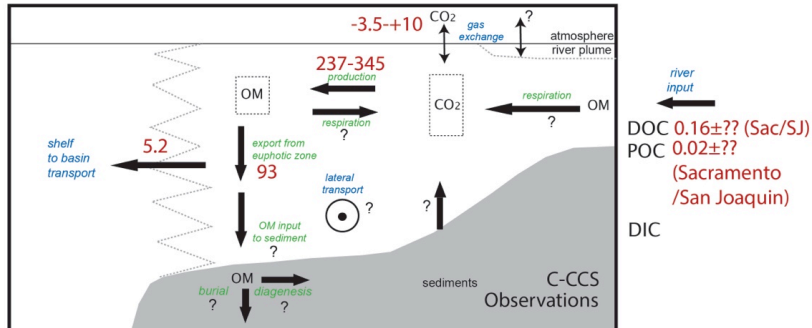 -3.5-+10
CO2
gas
exchange
?
atmosphere
river plume
237-345
production
OM
respiration
?
CO2
respiration
?
OM
river
input
DOC 0.16±?? (Sac/SJ)
POC 0.02±??
(Sacramento
/San Joaquin)
DIC
shelf
to basin
transport
5.2
export from
euphotic zone
93
lateral
transport
?
?
OM input
to sediment
?
OM
burial
?
diagenesis
?
sediments
C-CCS
Observations